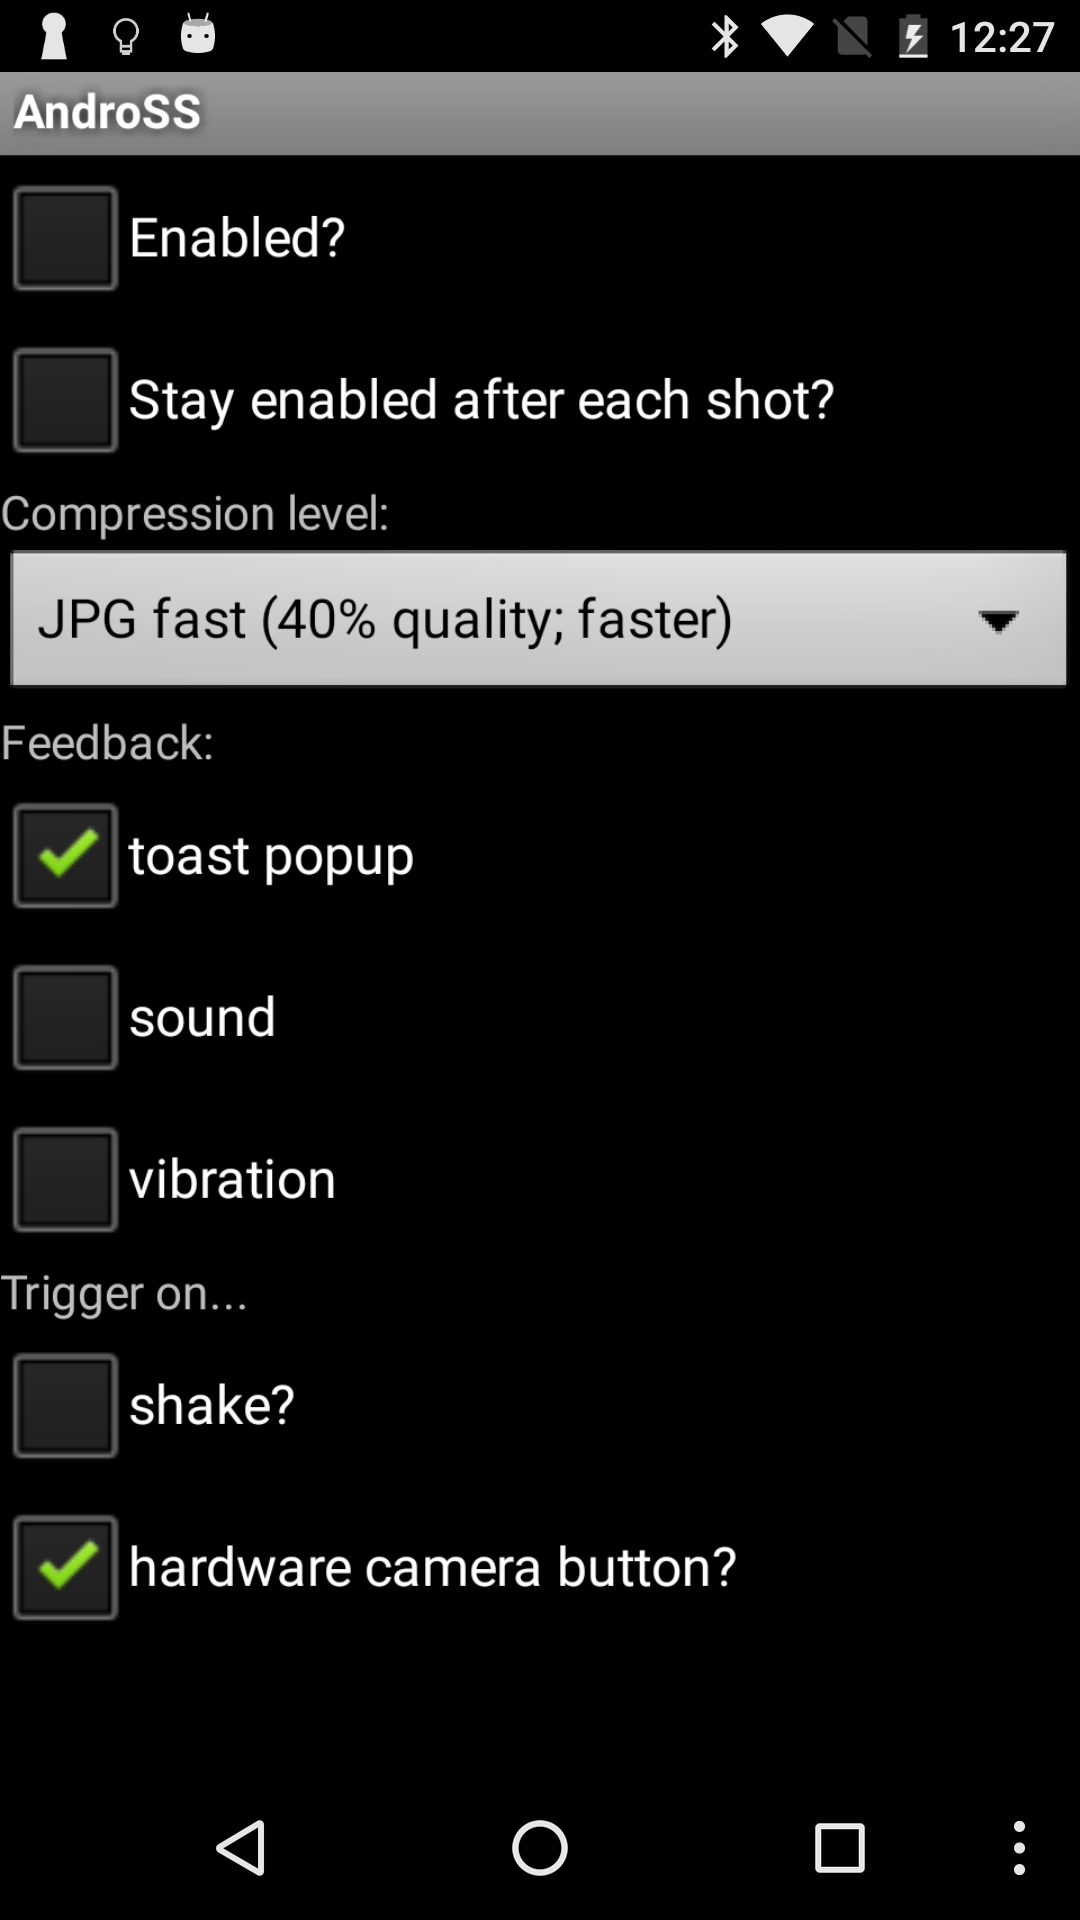 12:27
AndroSS
Enabled?
Stay enabled after each shot?
Compression level:
JPG fast (40% quality; faster)
Feedback:
toast popup
sound
vibration
Trigger on...
shake?
hardware camera button?